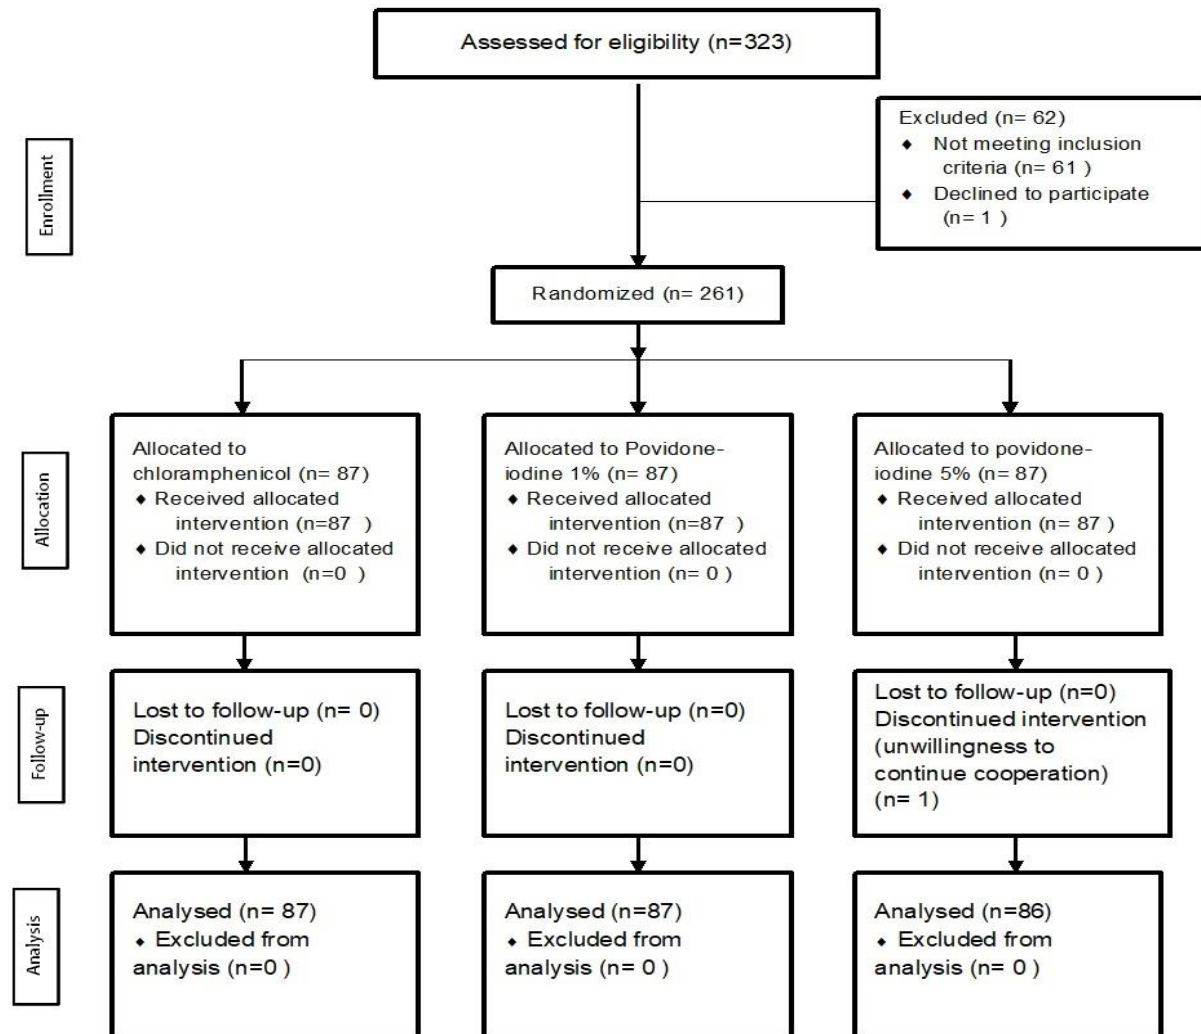 Assessed for eligibility (n=323)
Excluded (n= 62)
◆ Not meeting inclusion
criteria (n= 61 )
◆ Declined to participate
(n= 1 )
Enrollment
Randomized (n= 261)
Allocation
Allocated to
chloramphenicol (n= 87)
◆ Received allocated
intervention (n=87 )
◆ Did not receive allocated
intervention (n=0 )
Allocated to Povidone-
iodine 1% (n= 87)
◆ Received allocated
intervention (n=87 )
◆ Did not receive allocated
intervention (n= 0 )
Allocated to povidone-
iodine 5% (n= 87)
◆ Received allocated
intervention (n= 87 )
◆ Did not receive allocated
intervention (n= 0 )
Follow-up
Lost to follow-up (n= 0)
Discontinued
intervention (n=0)
Lost to follow-up (n=0)
Discontinued
intervention (n=0)
Lost to follow-up (n=0)
Discontinued intervention
(unwillingness to
continue cooperation)
(n= 1)
Analysis
Analysed (n= 87)
◆ Excluded from
analysis (n=0 )
Analysed (n=87)
◆ Excluded from
analysis (n= 0 )
Analysed (n=86)
◆ Excluded from
analysis (n= 0 )